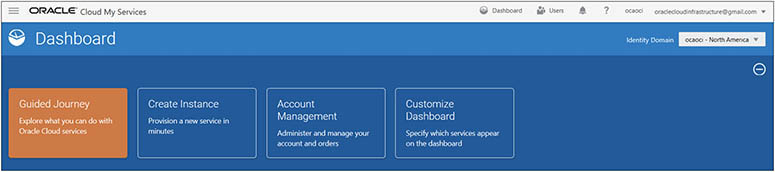 ORACLE Cloud My Services Dashboard Users ? ocaoci oraclecloudinfrastructure@gmail.com
Dashboard Identity Domain ocaoci - North America
Guided Journey
Explore what you can do with
Oracle Cloud services
Create Instance
Provision a new service in
minutes
Account
Management
Administer and manage your
account and orders
Customize
Dashboard
Specify which services appear
on the dashboard